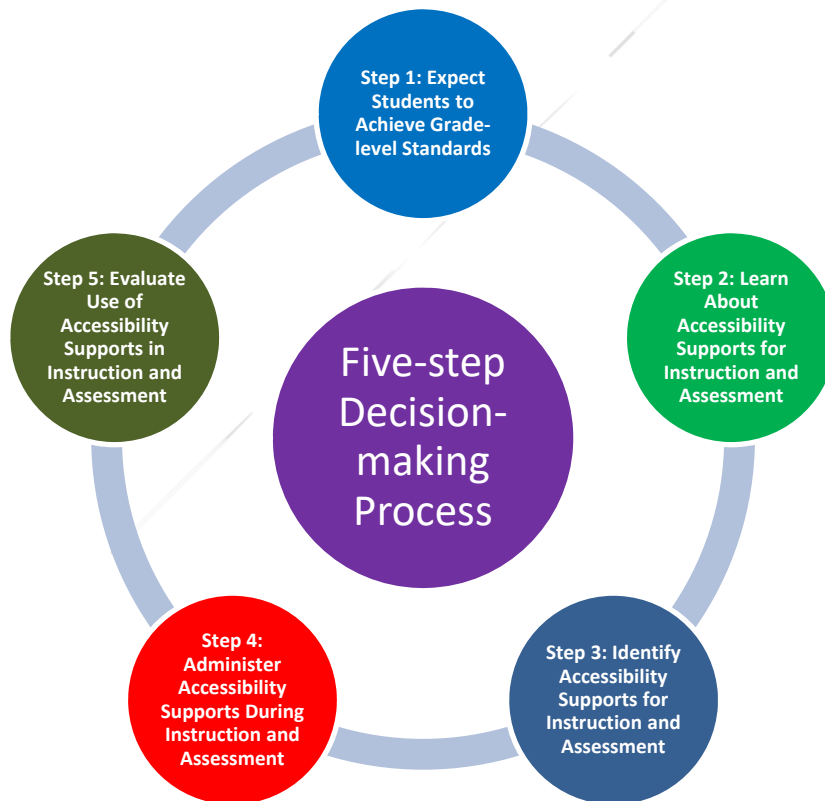 Step 1: Expect
Students to
Achieve Grade-
level Standards
Step 2: Learn
About
Accessibility
Supports for
Instruction and
Assessment
Step 3: Identify
Accessibility
Supports for
Instruction and
Assessment
Step 4:
Administer
Accessibility
Supports During
Instruction and
Assessment
Step 5: Evaluate
Use of
Accessibility
Supports in
Instruction and
Assessment
Five-step
Decision-
making
Process